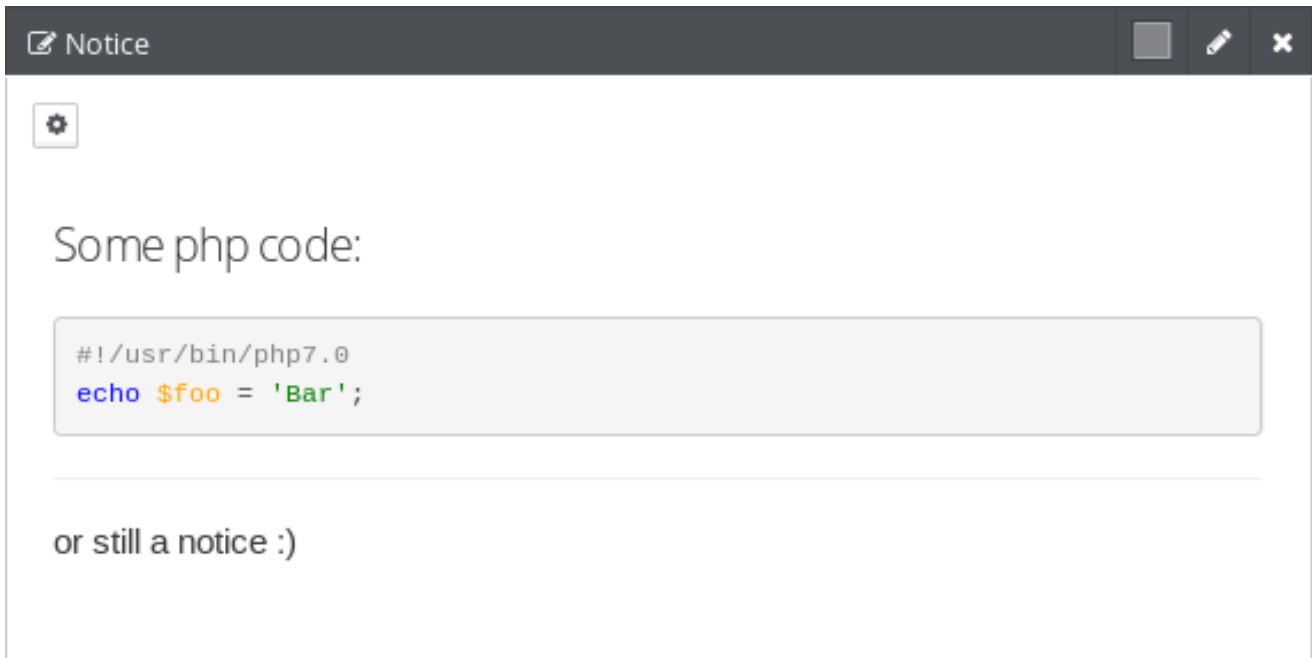 Notice
Some php code:
#!/usr/bin/php7.0
echo $foo = 'Bar';
or still a notice :)